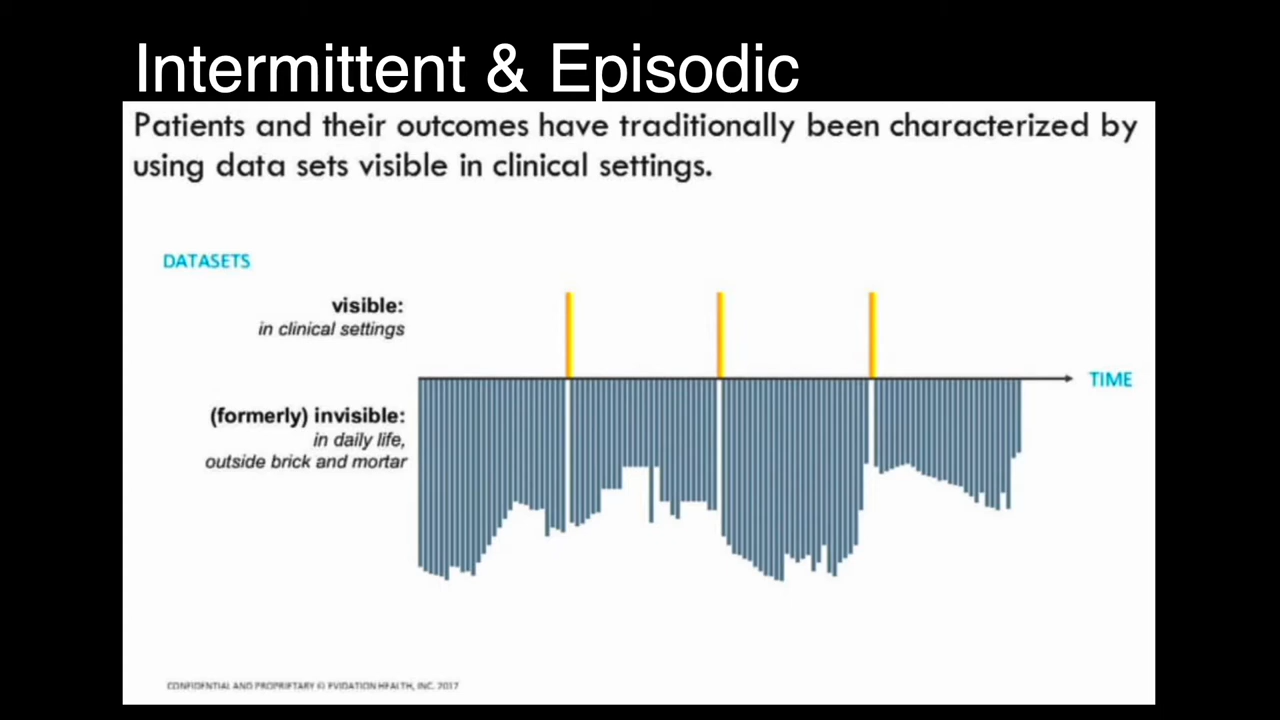 Intermittent & Episodic
Patients and their outcomes have traditionally been characterized by
using data sets visible in clinical settings.
DATASETS
visible:
in clinical settings
TIME
(formerly) invisible:
in daily life,
outside brick and mortar
CONFIDENTIAL AND PROPRIETARY © EVIDATION HEALTH, INC. 2017